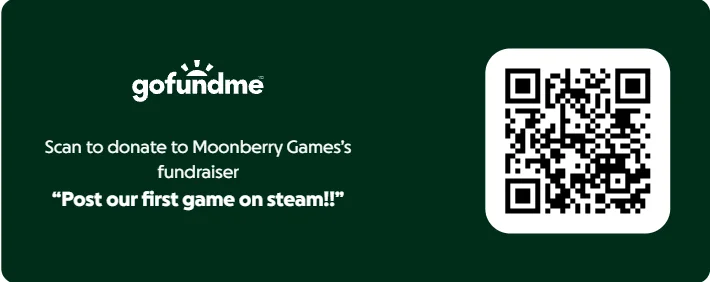 gofundme
Scan to donate to Moonberry Games's
fundraiser
“Post our first game on steam!!”